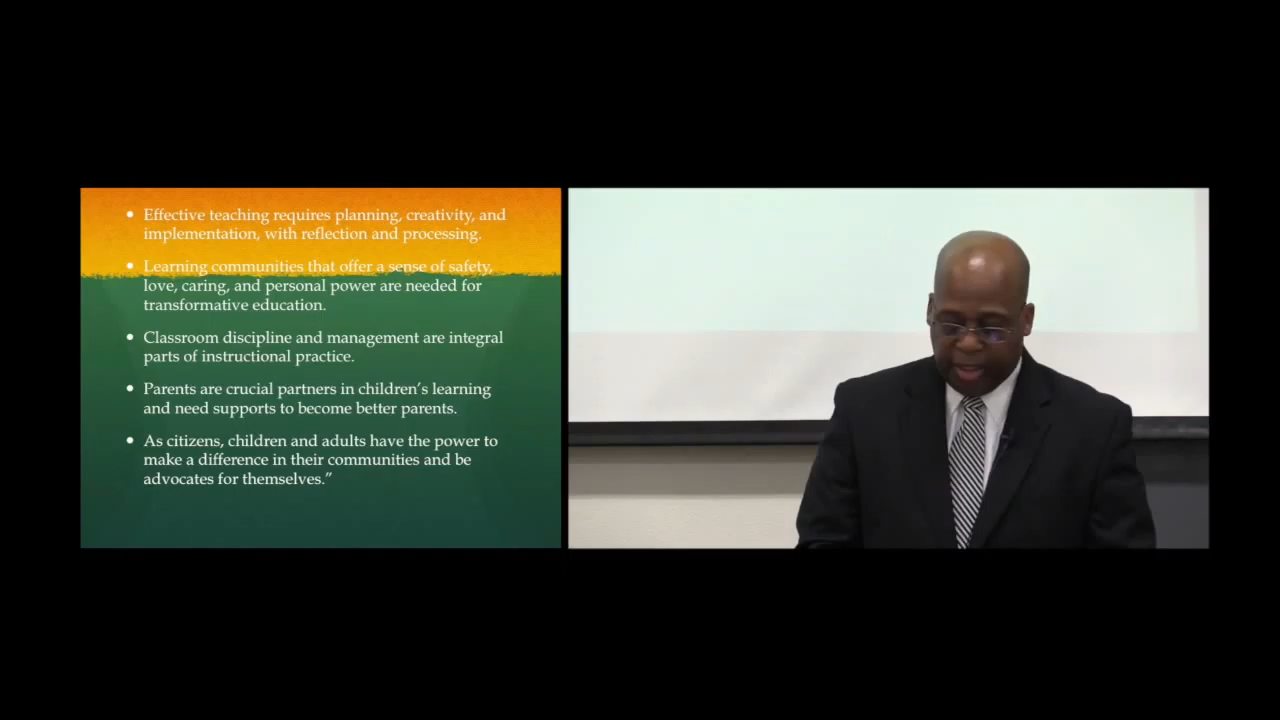 • Effective teaching requires planning, creativity, and
implementation, with reflection and processing.
• Learning communities that offer a sense of safety,
love, caring, and personal power are needed for
transformative education.
• Classroom discipline and management are integral
parts of instructional practice.
• Parents are crucial partners in children’s learning
and need supports to become better parents.
• As citizens, children and adults have the power to
make a difference in their communities and be
advocates for themselves.”